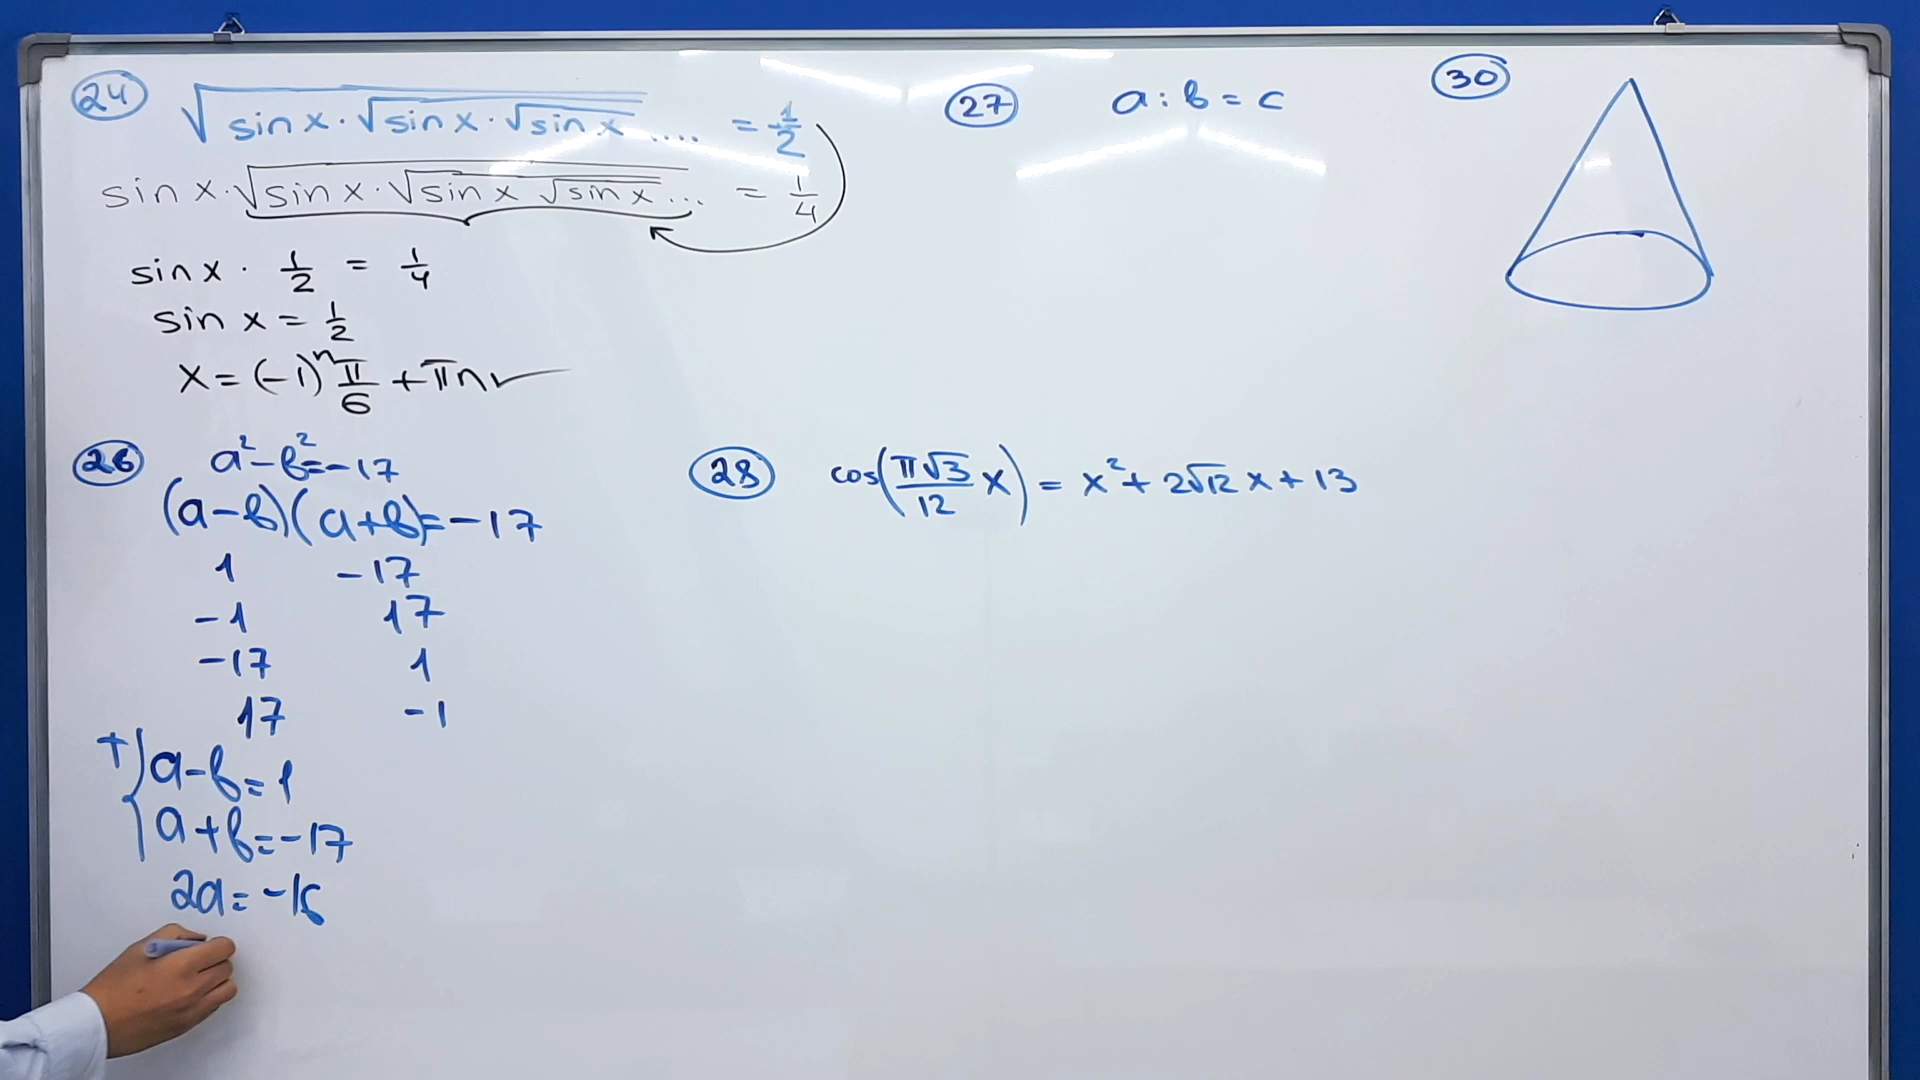 24 √(sin x · √(sin x · √(sin x .... = 1/2
sin x · √(sin x · √(sin x √(sin x ... = 1/4
sin x · 1/2 = 1/4
sin x = 1/2
x = (-1)ⁿ π/6 + πn ✓
26 a² - в² = -17
(a-в)(a+в) = -17
1 -17
-1 17
-17 1
17 -1
+ { a-в = 1
a+в = -17
2a = -16
27 a : в = c
28 cos(π√3/12 x) = x² + 2√12 x + 13
30